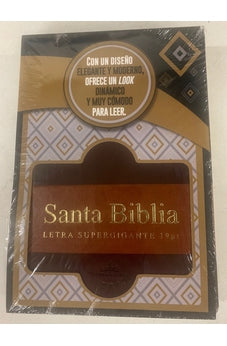 CON UN DISEÑO
ELEGANTE Y MODERNO,
OFRECE UN LOOK
DINÁMICO
Y MUY CÓMODO
PARA LEER.
Santa Biblia
LETRA SUPERGIGANTE 19pt